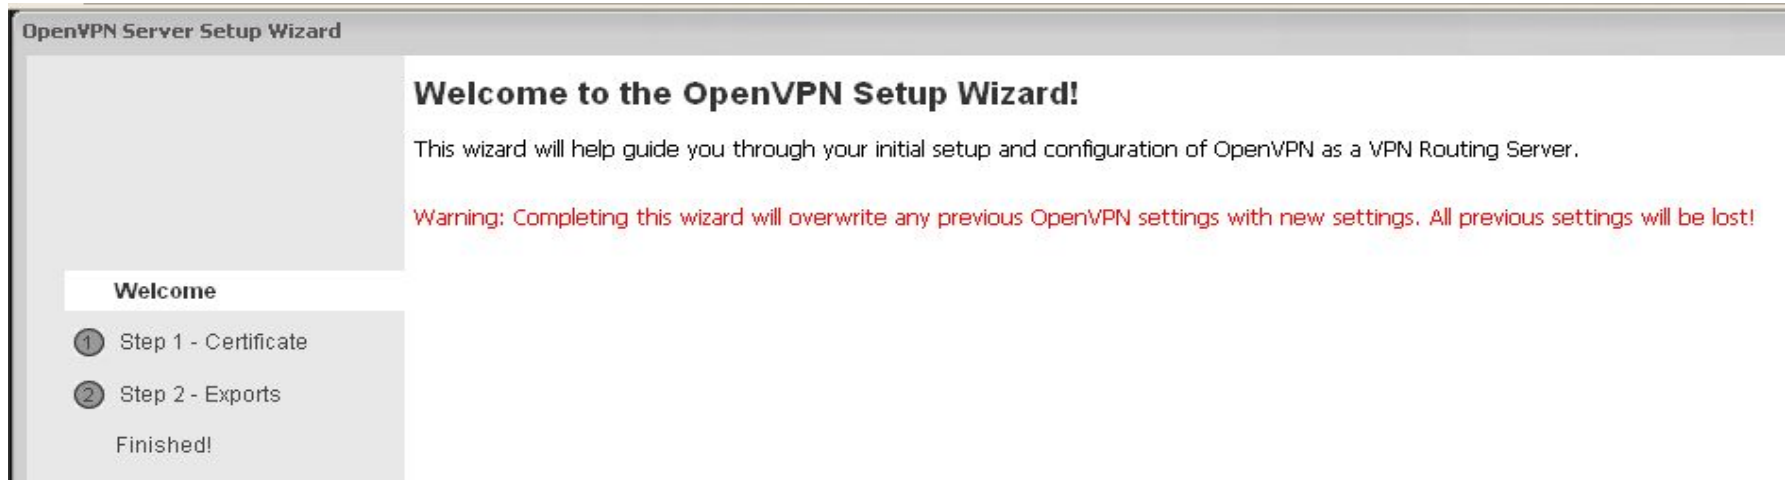 OpenVPN Server Setup Wizard
Welcome to the OpenVPN Setup Wizard!
This wizard will help guide you through your initial setup and configuration of OpenVPN as a VPN Routing Server.
Warning: Completing this wizard will overwrite any previous OpenVPN settings with new settings. All previous settings will be lost!
Welcome
1 Step 1 - Certificate
2 Step 2 - Exports
Finished!